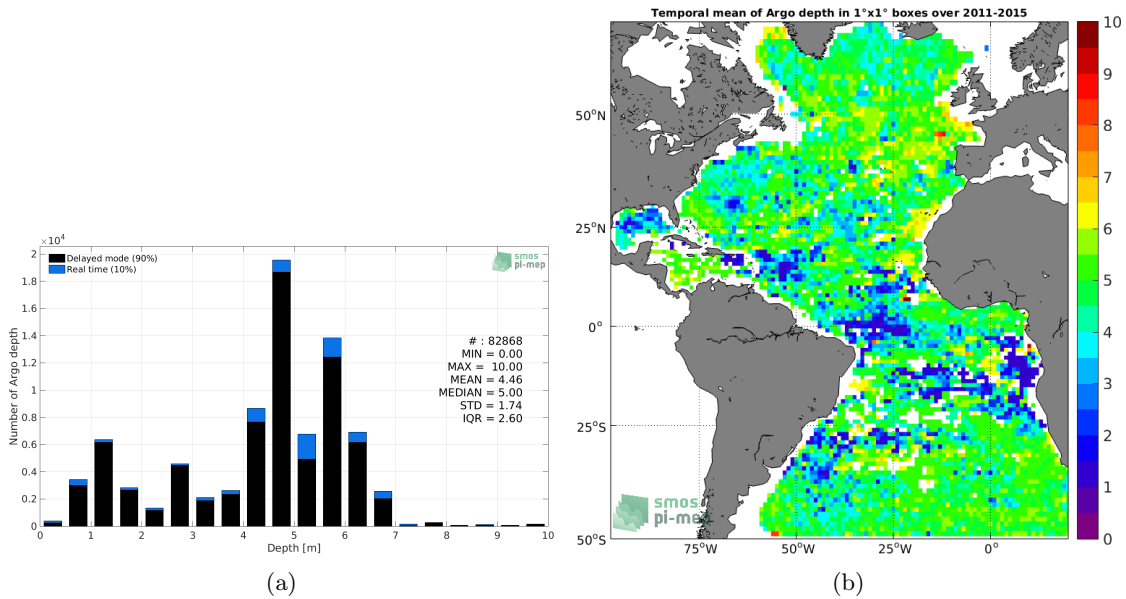 ×10⁴
Delayed mode (90%)
Real time (10%)
smos
pi-mep
2
1.8
1.6
1.4
1.2
1
0.8
0.6
0.4
0.2
0
Number of Argo depth
# : 82868
MIN = 0.00
MAX = 10.00
MEAN = 4.46
MEDIAN = 5.00
STD = 1.74
IQR = 2.60
0 1 2 3 4 5 6 7 8 9 10
Depth [m]
(a)
Temporal mean of Argo depth in 1°x1° boxes over 2011-2015
50°N
25°N
0°
25°S
50°S
75°W 50°W 25°W 0°
smos
pi-mep
10
9
8
7
6
5
4
3
2
1
0
(b)